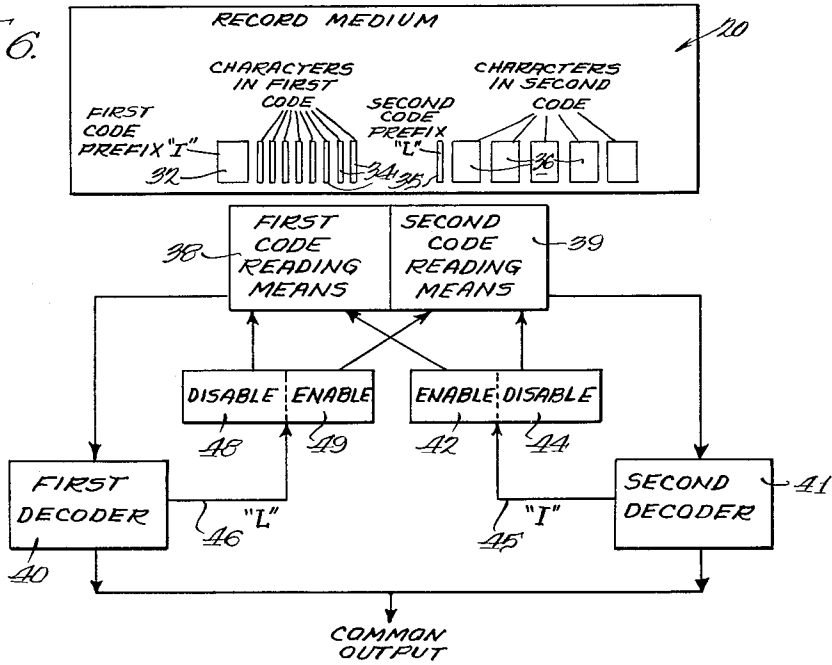 6.
RECORD MEDIUM
20
CHARACTERS
IN FIRST
CODE
CHARACTERS
IN SECOND
CODE
FIRST
CODE
PREFIX "I"
32
34
SECOND
CODE
PREFIX
"L"
35
36
FIRST
CODE
READING
MEANS
38
SECOND
CODE
READING
MEANS
39
DISABLE
ENABLE
48
49
ENABLE
DISABLE
42
44
FIRST
DECODER
40
46
"L"
"I"
45
SECOND
DECODER
41
COMMON
OUTPUT